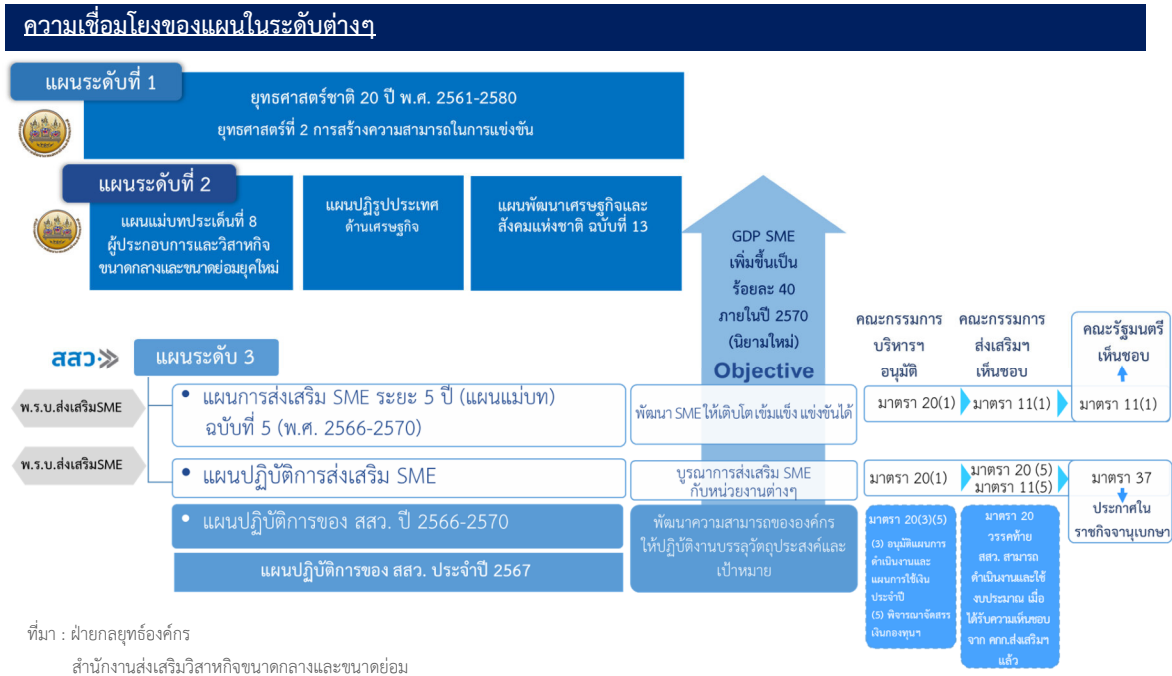 ความเชื่อมโยงของแผนในระดับต่างๆ
แผนระดับที่ 1
ยุทธศาสตร์ชาติ 20 ปี พ.ศ. 2561-2580
ยุทธศาสตร์ที่ 2 การสร้างความสามารถในการแข่งขัน
แผนระดับที่ 2
แผนแม่บทประเด็นที่ 8
ผู้ประกอบการและวิสาหกิจ
ขนาดกลางและขนาดย่อมยุคใหม่
แผนปฏิรูปประเทศ
ด้านเศรษฐกิจ
แผนพัฒนาเศรษฐกิจและ
สังคมแห่งชาติ ฉบับที่ 13
GDP SME
เพิ่มขึ้นเป็น
ร้อยละ 40
ภายในปี 2570
(นิยามใหม่)
Objective
คณะกรรมการ
บริหารฯ
อนุมัติ
คณะกรรมการ
ส่งเสริมฯ
เห็นชอบ
คณะรัฐมนตรี
เห็นชอบ
สสว
แผนระดับ 3
พ.ร.บ.ส่งเสริมSME
• แผนการส่งเสริม SME ระยะ 5 ปี (แผนแม่บท)
ฉบับที่ 5 (พ.ศ. 2566-2570)
พัฒนา SME ให้เติบโต เข้มแข็ง แข่งขันได้
มาตรา 20(1)
มาตรา 11(1)
มาตรา 11(1)
พ.ร.บ.ส่งเสริมSME
• แผนปฏิบัติการส่งเสริม SME
บูรณาการส่งเสริม SME
กับหน่วยงานต่างๆ
มาตรา 20(1)
มาตรา 20 (5)
มาตรา 11(5)
มาตรา 37
ประกาศใน
ราชกิจจานุเบกษา
• แผนปฏิบัติการของ สสว. ปี 2566-2570
แผนปฏิบัติการของ สสว. ประจำปี 2567
พัฒนาความสามารถขององค์กร
ให้ปฏิบัติงานบรรลุวัตถุประสงค์และ
เป้าหมาย
มาตรา 20(3)(5)
(3) อนุมัติแผนการ
ดำเนินงานและ
แผนการใช้เงิน
ประจำปี
(5) พิจารณาจัดสรร
เงินกองทุนฯ
มาตรา 20
วรรคท้าย
สสว. สามารถ
ดำเนินงานและใช้
งบประมาณ เมื่อ
ได้รับความเห็นชอบ
จาก คกก.ส่งเสริมฯ
แล้ว
ที่มา : ฝ่ายกลยุทธ์องค์กร
สำนักงานส่งเสริมวิสาหกิจขนาดกลางและขนาดย่อม